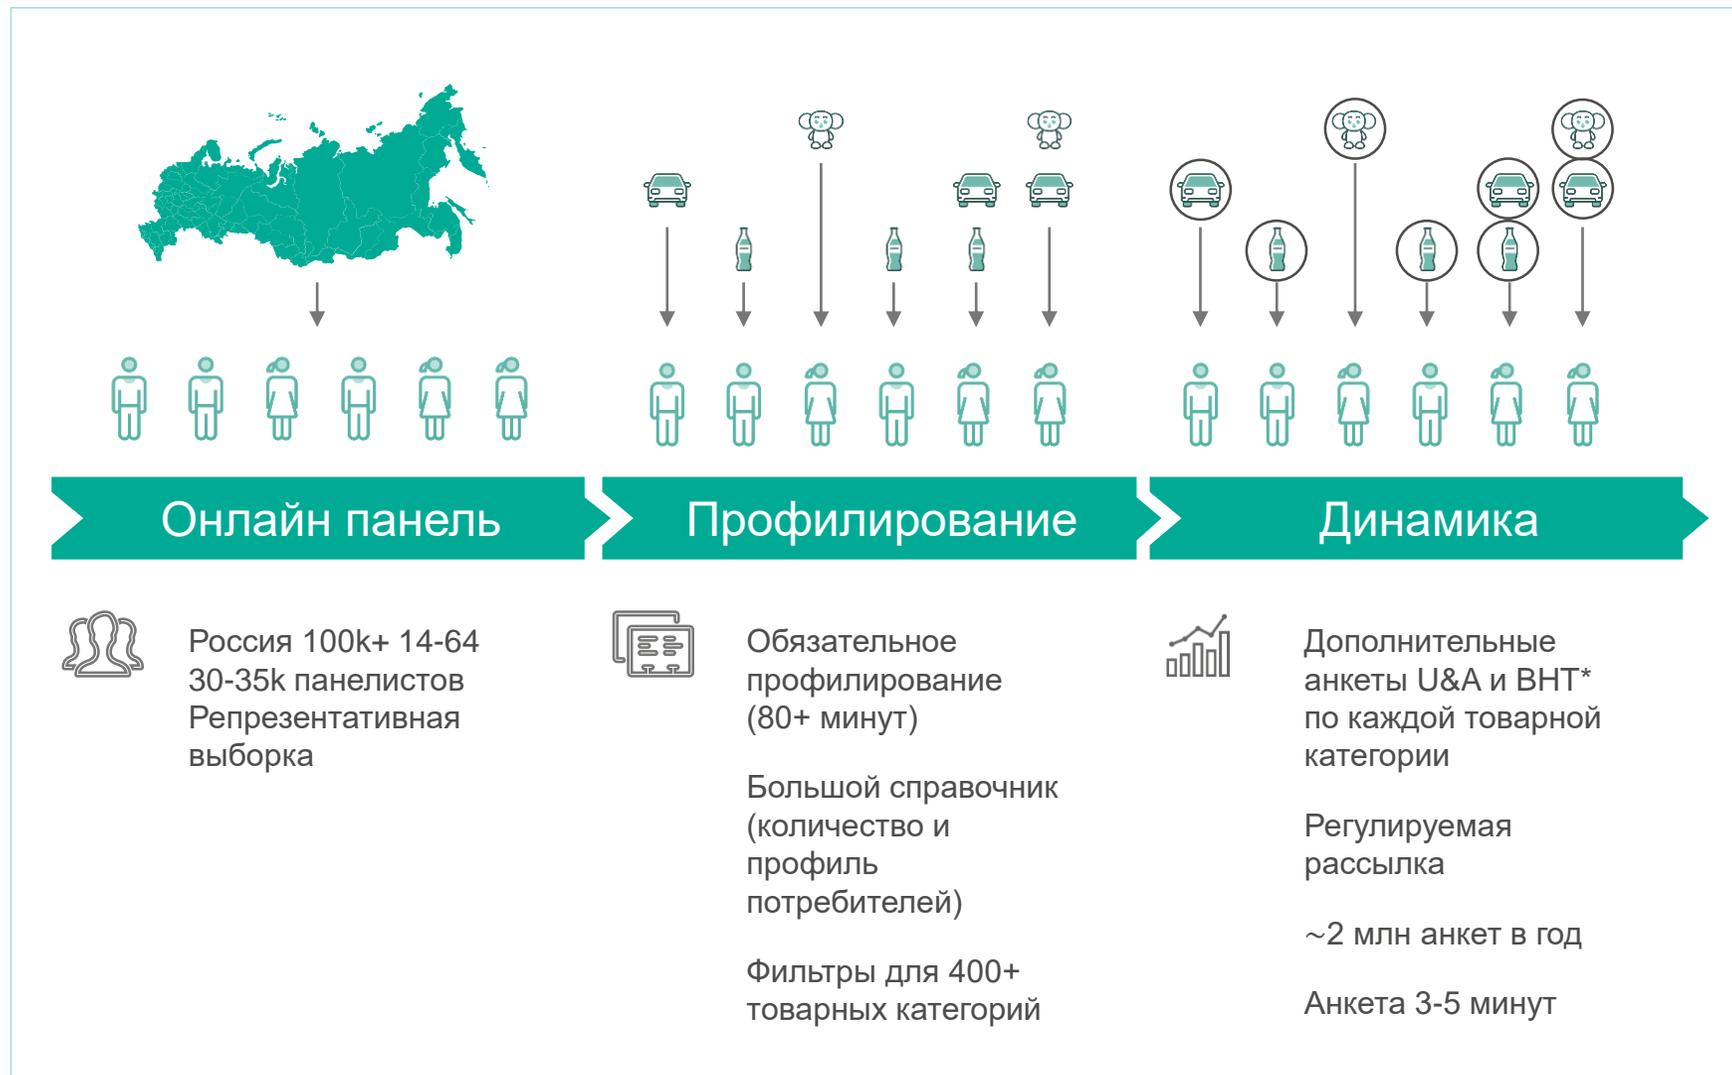 Онлайн панель
Профилирование
Динамика
Россия 100k+ 14-64
30-35k панелистов
Репрезентативная
выборка
Обязательное
профилирование
(80+ минут)
Большой справочник
(количество и
профиль
потребителей)
Фильтры для 400+
товарных категорий
Дополнительные
анкеты U&A и BHT*
по каждой товарной
категории
Регулируемая
рассылка
~2 млн анкет в год
Анкета 3-5 минут